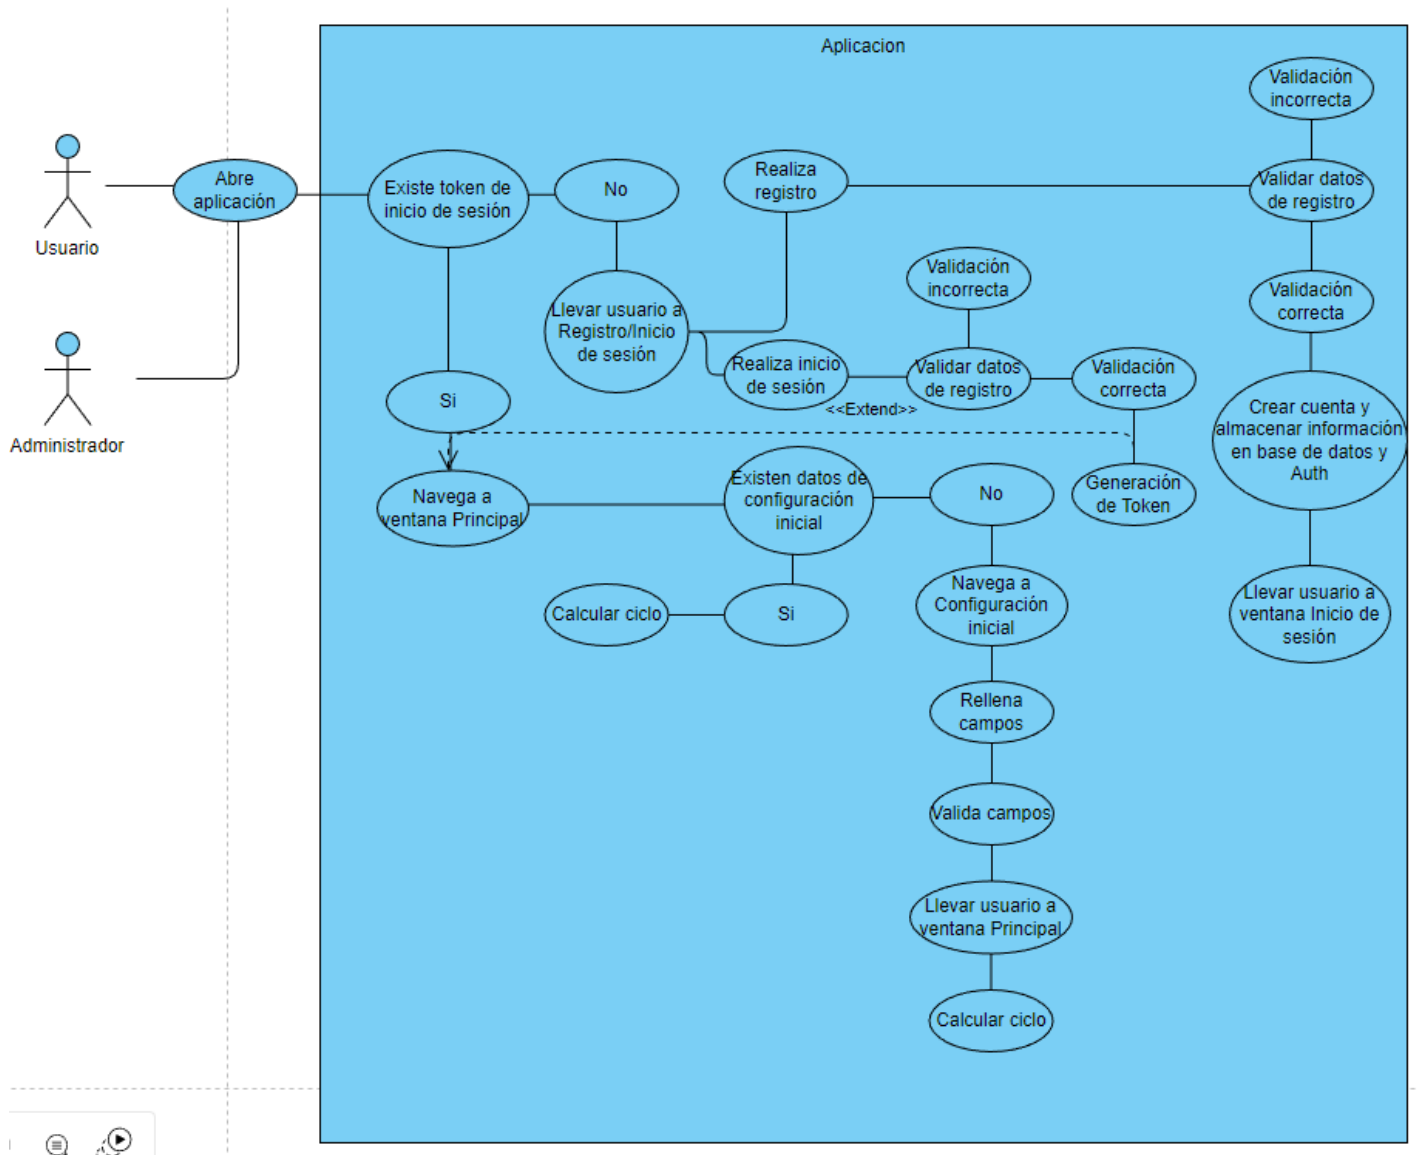 Aplicacion
Usuario
Administrador
Abre
aplicación
Existe token de
inicio de sesión
No
Llevar usuario a
Registro/Inicio
de sesión
Realiza
registro
Validación
incorrecta
Validar datos
de registro
Validación
correcta
Crear cuenta y
almacenar información
en base de datos y
Auth
Llevar usuario a
ventana Inicio de
sesión
Realiza inicio
de sesión
Validación
incorrecta
Validar datos
de registro
Validación
correcta
<<Extend>>
Generación
de Token
Si
Navega a
ventana Principal
Existen datos de
configuración
inicial
Si
Calcular ciclo
No
Navega a
Configuración
inicial
Rellena
campos
Valida campos
Llevar usuario a
ventana Principal
Calcular ciclo